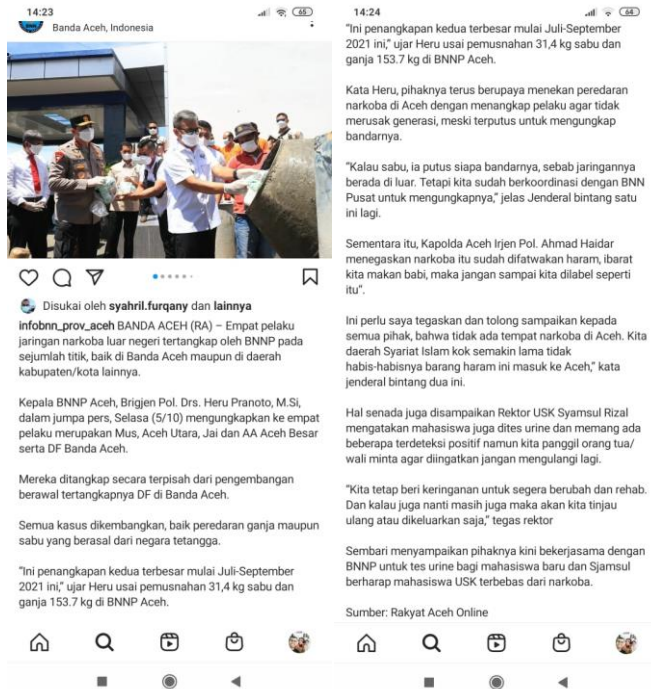 14:23
65
BNN
Banda Aceh, Indonesia
Disukai oleh syahril.furqany dan lainnya
infobnn_prov_aceh BANDA ACEH (RA) – Empat pelaku
jaringan narkoba luar negeri tertangkap oleh BNNP pada
sejumlah titik, baik di Banda Aceh maupun di daerah
kabupaten/kota lainnya.
Kepala BNNP Aceh, Brigjen Pol. Drs. Heru Pranoto, M.Si,
dalam jumpa pers, Selasa (5/10) mengungkapkan ke empat
pelaku merupakan Mus, Aceh Utara, Jai dan AA Aceh Besar
serta DF Banda Aceh.
Mereka ditangkap secara terpisah dari pengembangan
berawal tertangkapnya DF di Banda Aceh.
Semua kasus dikembangkan, baik peredaran ganja maupun
sabu yang berasal dari negara tetangga.
"Ini penangkapan kedua terbesar mulai Juli-September
2021 ini," ujar Heru usai pemusnahan 31,4 kg sabu dan
ganja 153.7 kg di BNNP Aceh.
14:24
64
"Ini penangkapan kedua terbesar mulai Juli-September
2021 ini," ujar Heru usai pemusnahan 31,4 kg sabu dan
ganja 153.7 kg di BNNP Aceh.
Kata Heru, pihaknya terus berupaya menekan peredaran
narkoba di Aceh dengan menangkap pelaku agar tidak
merusak generasi, meski terputus untuk mengungkap
bandarnya.
"Kalau sabu, ia putus siapa bandarnya, sebab jaringannya
berada di luar. Tetapi kita sudah berkoordinasi dengan BNN
Pusat untuk mengungkapnya," jelas Jenderal bintang satu
ini lagi.
Sementara itu, Kapolda Aceh Irjen Pol. Ahmad Haidar
menegaskan narkoba itu sudah difatwakan haram, ibarat
kita makan babi, maka jangan sampai kita dilabel seperti
itu".
Ini perlu saya tegaskan dan tolong sampaikan kepada
semua pihak, bahwa tidak ada tempat narkoba di Aceh. Kita
daerah Syariat Islam kok semakin lama tidak
habis-habisnya barang haram ini masuk ke Aceh," kata
jenderal bintang dua ini.
Hal senada juga disampaikan Rektor USK Syamsul Rizal
mengatakan mahasiswa juga dites urine dan memang ada
beberapa terdeteksi positif namun kita panggil orang tua/
wali minta agar diingatkan jangan mengulangi lagi.
"Kita tetap beri keringanan untuk segera berubah dan rehab.
Dan kalau juga nanti masih juga maka akan kita tinjau
ulang atau dikeluarkan saja," tegas rektor
Sembari menyampaikan pihaknya kini bekerjasama dengan
BNNP untuk tes urine bagi mahasiswa baru dan Sjamsul
berharap mahasiswa USK terbebas dari narkoba.
Sumber: Rakyat Aceh Online